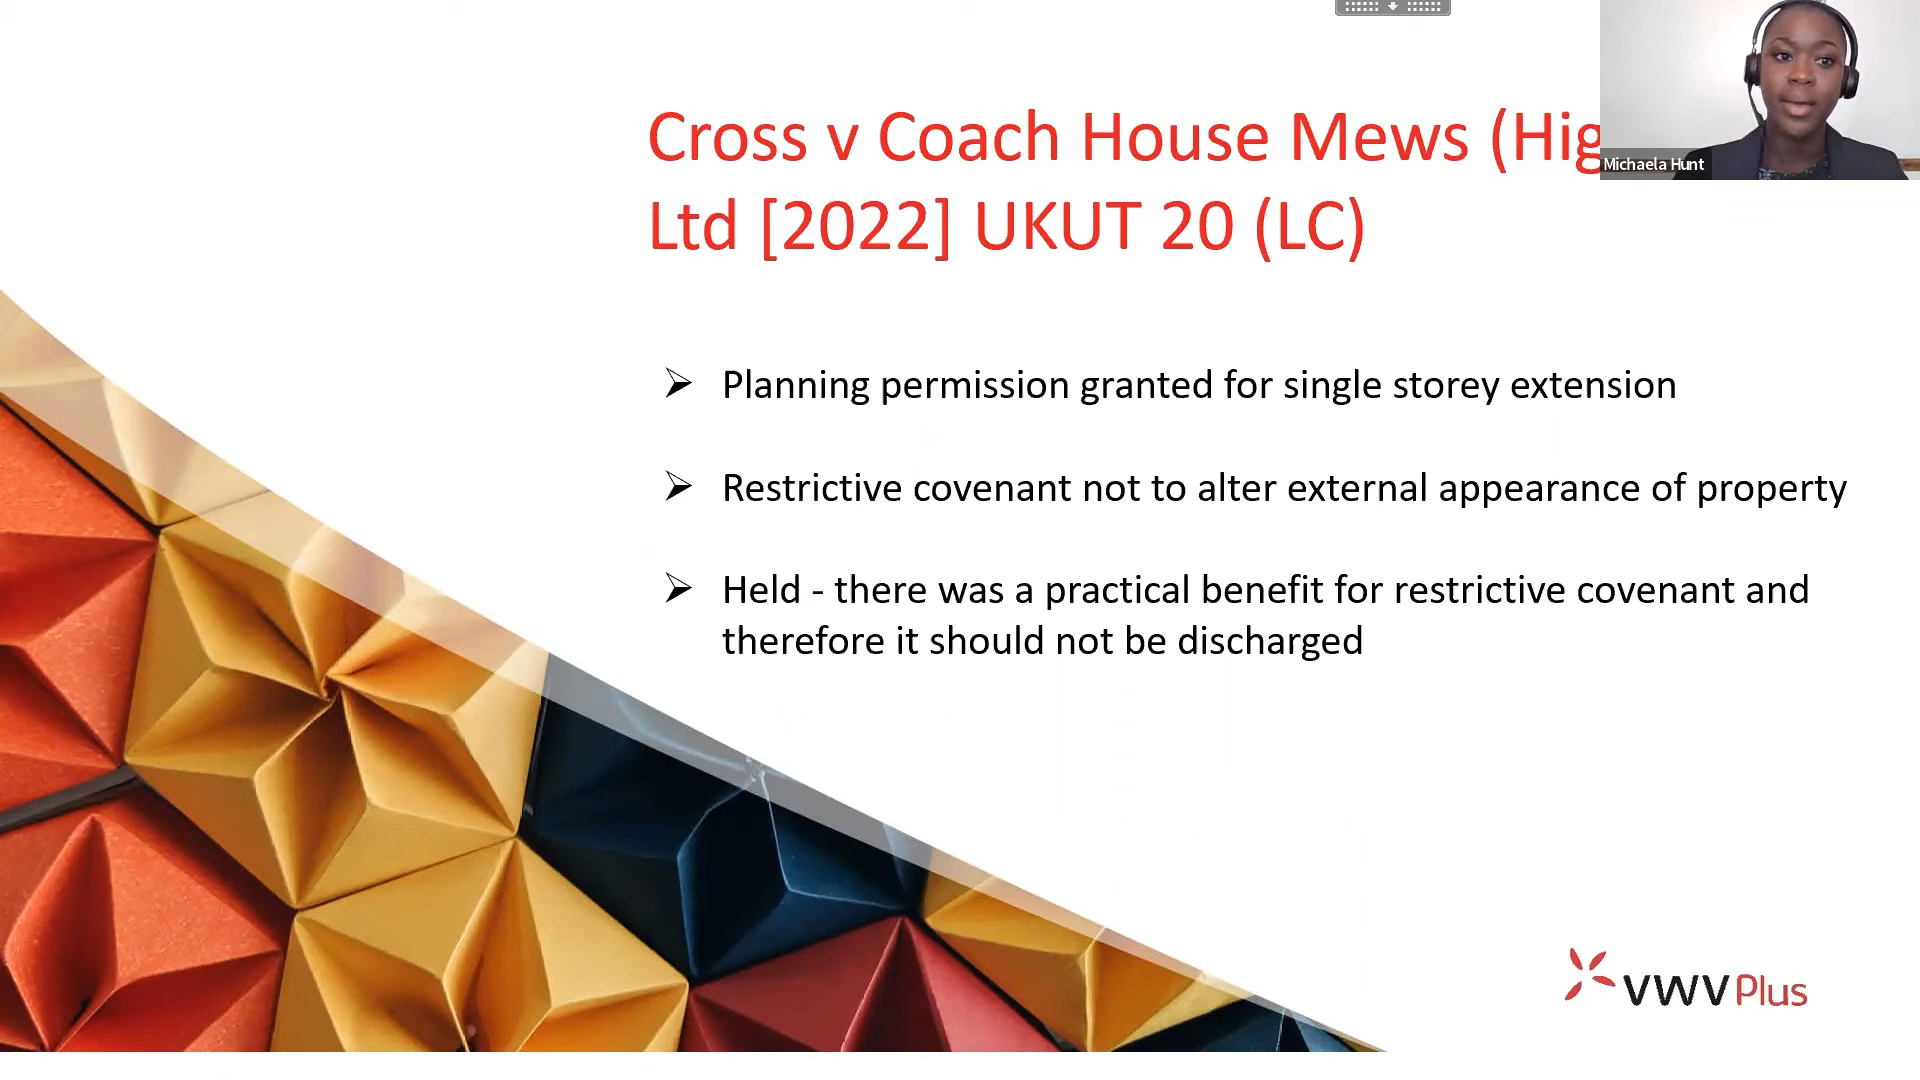 Cross v Coach House Mews (Hig
Ltd [2022] UKUT 20 (LC)
Michaela Hunt
➢ Planning permission granted for single storey extension
➢ Restrictive covenant not to alter external appearance of property
➢ Held - there was a practical benefit for restrictive covenant and
therefore it should not be discharged
VWV Plus